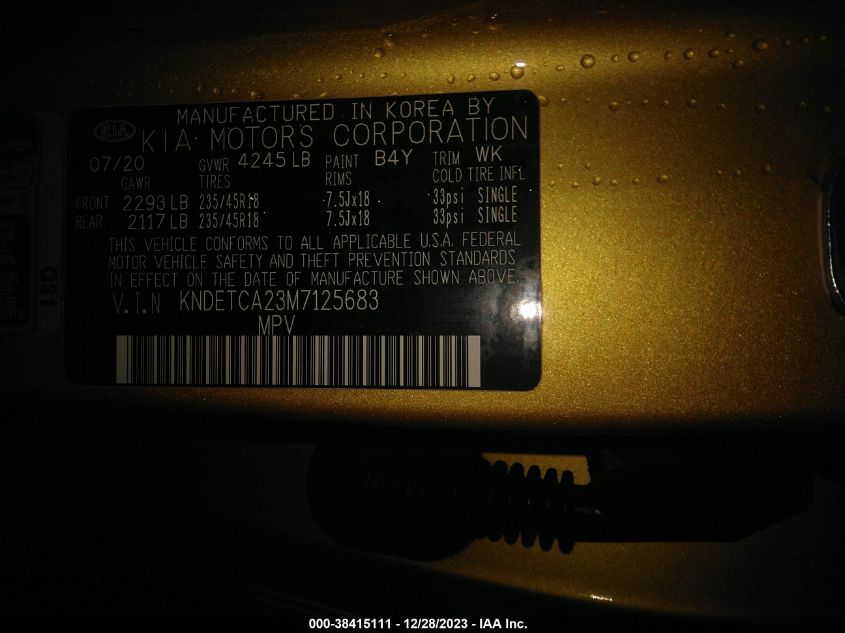 MANUFACTURED IN KOREA BY
KIA KIA MOTORS CORPORATION
07/20 GVWR 4245 LB PAINT B4Y TRIM WK
GAWR TIRES RIMS COLD TIRE INFL
FRONT 2293 LB 235/45R18 7.5Jx18 33psi SINGLE
REAR 2117 LB 235/45R18 7.5Jx18 33psi SINGLE
THIS VEHICLE CONFORMS TO ALL APPLICABLE U.S.A. FEDERAL
MOTOR VEHICLE SAFETY AND THEFT PREVENTION STANDARDS
IN EFFECT ON THE DATE OF MANUFACTURE SHOWN ABOVE.
V.I.N KNDETCA23M7125683
MPV
Q31
000-38415111 - 12/28/2023 - IAA Inc.